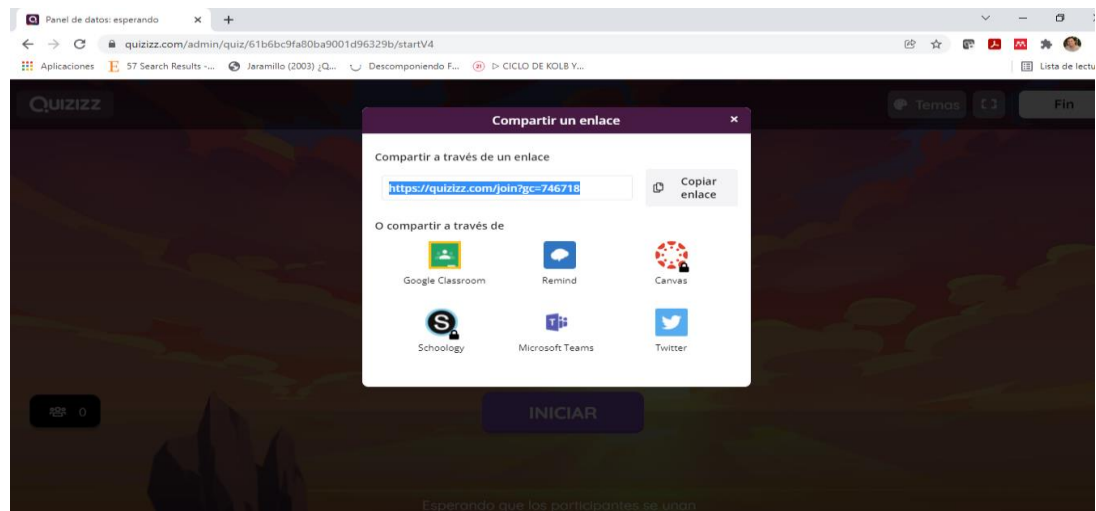 Panel de datos: esperando
quizizz.com/admin/quiz/61b6bc9fa80ba9001d96329b/startV4
Aplicaciones 57 Search Results -... Jaramillo (2003) ¿Q... Descomponiendo F... ▷ CICLO DE KOLB Y... Lista de lectu
QUIZIZZ Temas Fin
Compartir un enlace
Compartir a través de un enlace
https://quizizz.com/join?gc=746718
Copiar
enlace
O compartir a través de
Google Classroom Remind Canvas
Schoology Microsoft Teams Twitter
0
INICIAR
Esperando que los participantes se unan